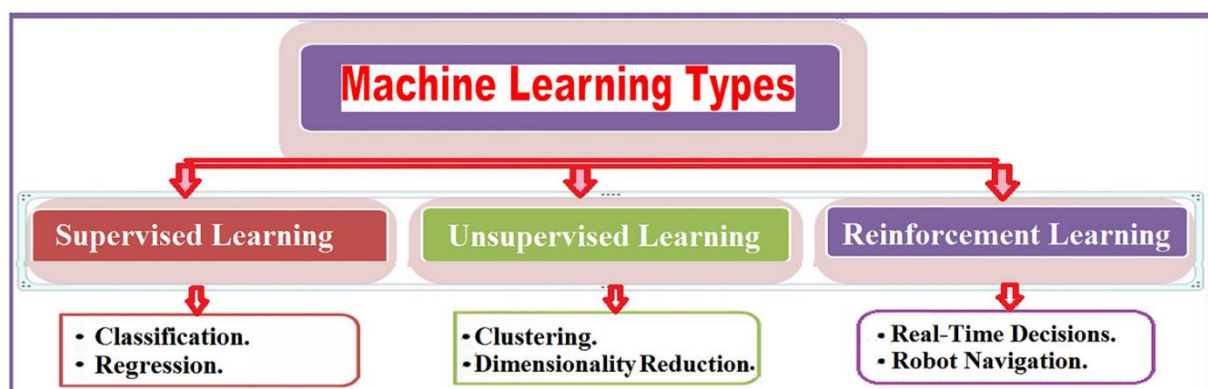 Machine Learning Types
Supervised Learning
Unsupervised Learning
Reinforcement Learning
• Classification.
• Regression.
• Clustering.
• Dimensionality Reduction.
• Real-Time Decisions.
• Robot Navigation.